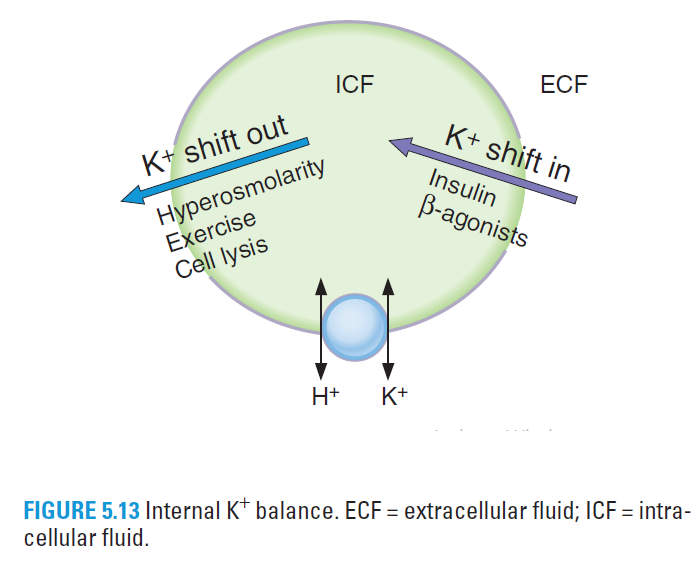 ICF
ECF
K+ shift out
Hyperosmolarity
Exercise
Cell lysis
K+ shift in
Insulin
β-agonists
H+
K+
FIGURE 5.13 Internal K+ balance. ECF = extracellular fluid; ICF = intra-
cellular fluid.